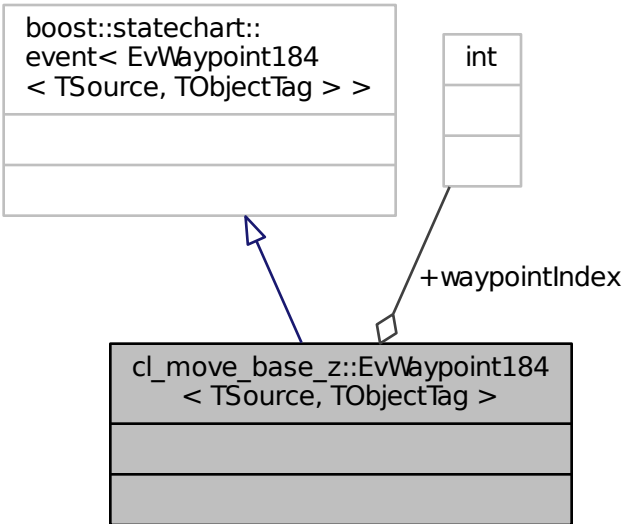 boost::statechart::
event< EvWaypoint184
< TSource, TObjectTag > >
int
+waypointIndex
cl_move_base_z::EvWaypoint184
< TSource, TObjectTag >